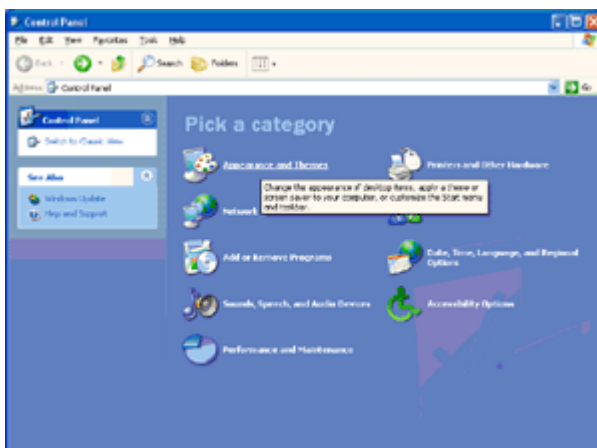 Control Panel
File Edit View Favorites Tools Help
Back Search Folders
Address Control Panel Go
Control Panel
Switch to Classic View
See Also
Windows Update
Help and Support
Pick a category
Appearance and Themes
Printers and Other Hardware
Change the appearance of desktop items, apply a theme or
screen saver to your computer, or customize the Start menu
and taskbar.
Network
Add or Remove Programs
Date, Time, Language, and Regional
Options
Sounds, Speech, and Audio Devices
Accessibility Options
Performance and Maintenance